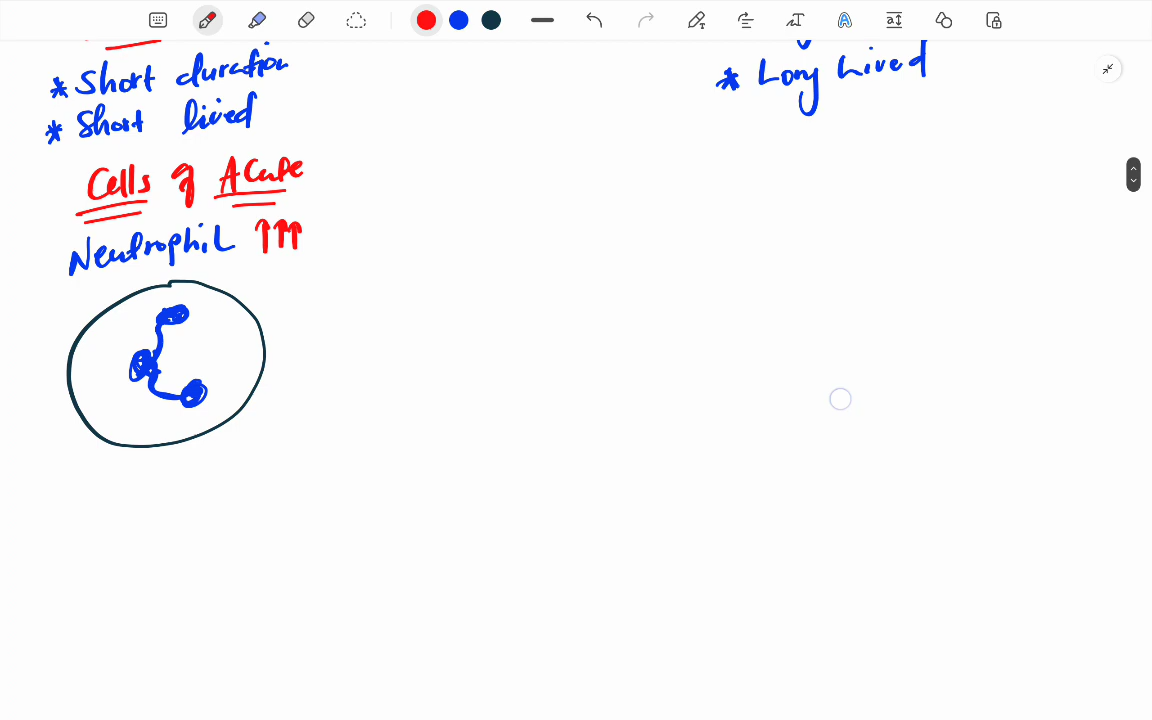 * Short duration
* Short lived
Cells of Acute
Neutrophil ↑↑↑
* Long Lived